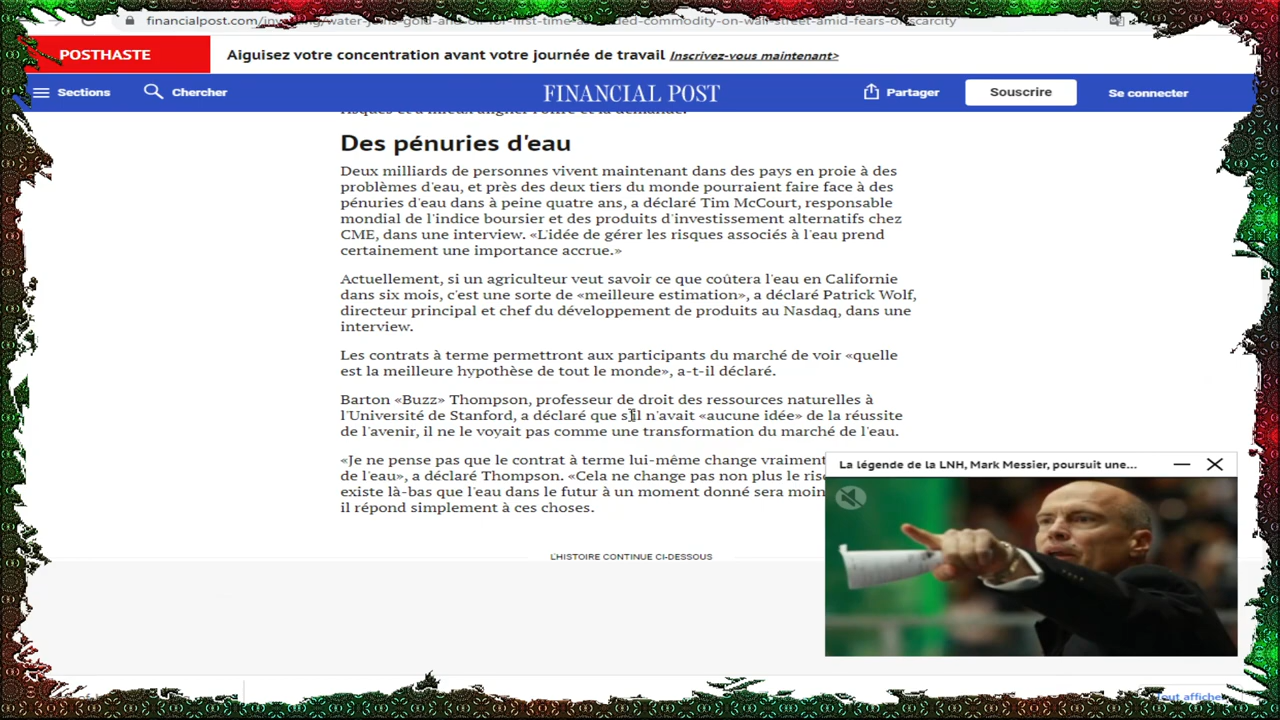 financialpost.com/investing/water-joins-gold-and-oil-for-first-time-as-traded-commodity-on-wall-street-amid-fears-of-scarcity
POSTHASTE
Aiguisez votre concentration avant votre journée de travail Inscrivez-vous maintenant>
Sections
Chercher
FINANCIAL POST
Partager
Souscrire
Se connecter
Des pénuries d'eau
Deux milliards de personnes vivent maintenant dans des pays en proie à des
problèmes d'eau, et près des deux tiers du monde pourraient faire face à des
pénuries d'eau dans à peine quatre ans, a déclaré Tim McCourt, responsable
mondial de l'indice boursier et des produits d'investissement alternatifs chez
CME, dans une interview. «L'idée de gérer les risques associés à l'eau prend
certainement une importance accrue.»
Actuellement, si un agriculteur veut savoir ce que coûtera l'eau en Californie
dans six mois, c'est une sorte de «meilleure estimation», a déclaré Patrick Wolf,
directeur principal et chef du développement de produits au Nasdaq, dans une
interview.
Les contrats à terme permettront aux participants du marché de voir «quelle
est la meilleure hypothèse de tout le monde», a-t-il déclaré.
Barton «Buzz» Thompson, professeur de droit des ressources naturelles à
l'Université de Stanford, a déclaré que s'il n'avait «aucune idée» de la réussite
de l'avenir, il ne le voyait pas comme une transformation du marché de l'eau.
«Je ne pense pas que le contrat à terme lui-même change vraiment
de l'eau», a déclaré Thompson. «Cela ne change pas non plus le
existe là-bas que l'eau dans le futur à un moment donné sera
il répond simplement à ces choses.
La légende de la LNH, Mark Messier, poursuit une...
L'HISTOIRE CONTINUE CI-DESSOUS